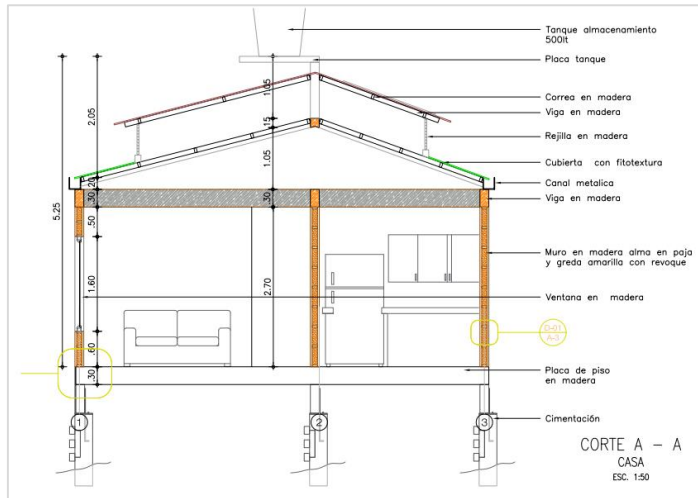 Tanque almacenamiento
500lt
Placa tanque
Correa en madera
Viga en madera
Rejilla en madera
Cubierta con fitotextura
Canal metalica
Viga en madera
Muro en madera alma en paja
y greda amarilla con revoque
Ventana en madera
D-01
A-3
Placa de piso
en madera
Cimentación
CORTE A - A
CASA
ESC. 1:50
5.25
2.05
.20
.30
.50
1.60
.60
.30
1.05
.15
1.05
.30
2.70
1
2
3